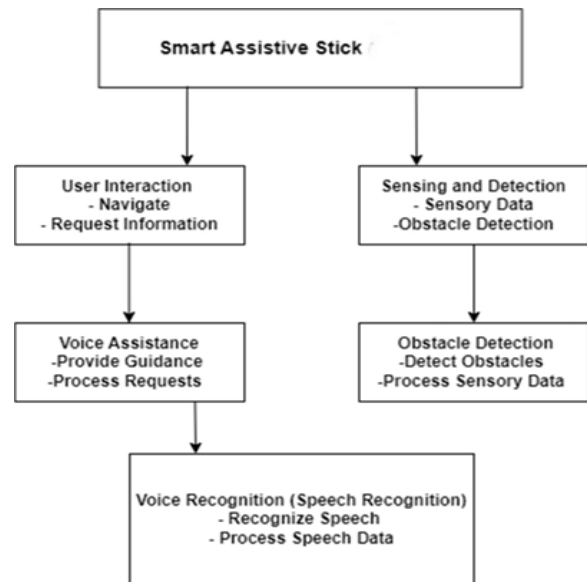 Smart Assistive Stick
User Interaction
- Navigate
- Request Information
Sensing and Detection
- Sensory Data
-Obstacle Detection
Voice Assistance
-Provide Guidance
-Process Requests
Obstacle Detection
-Detect Obstacles
-Process Sensory Data
Voice Recognition (Speech Recognition)
- Recognize Speech
- Process Speech Data